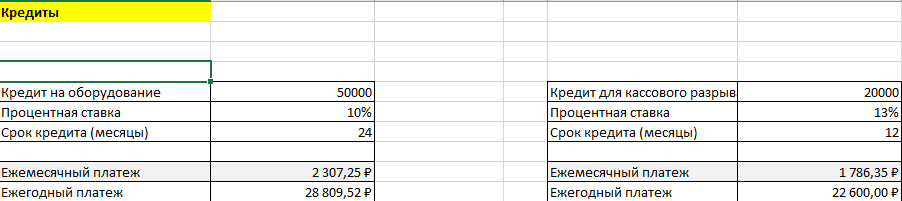 Кредиты
Кредит на оборудование 50000 Кредит для кассового разрыв 20000
Процентная ставка 10% Процентная ставка 13%
Срок кредита (месяцы) 24 Срок кредита (месяцы) 12
Ежемесячный платеж 2 307,25 ₽ Ежемесячный платеж 1 786,35 ₽
Ежегодный платеж 28 809,52 ₽ Ежегодный платеж 22 600,00 ₽